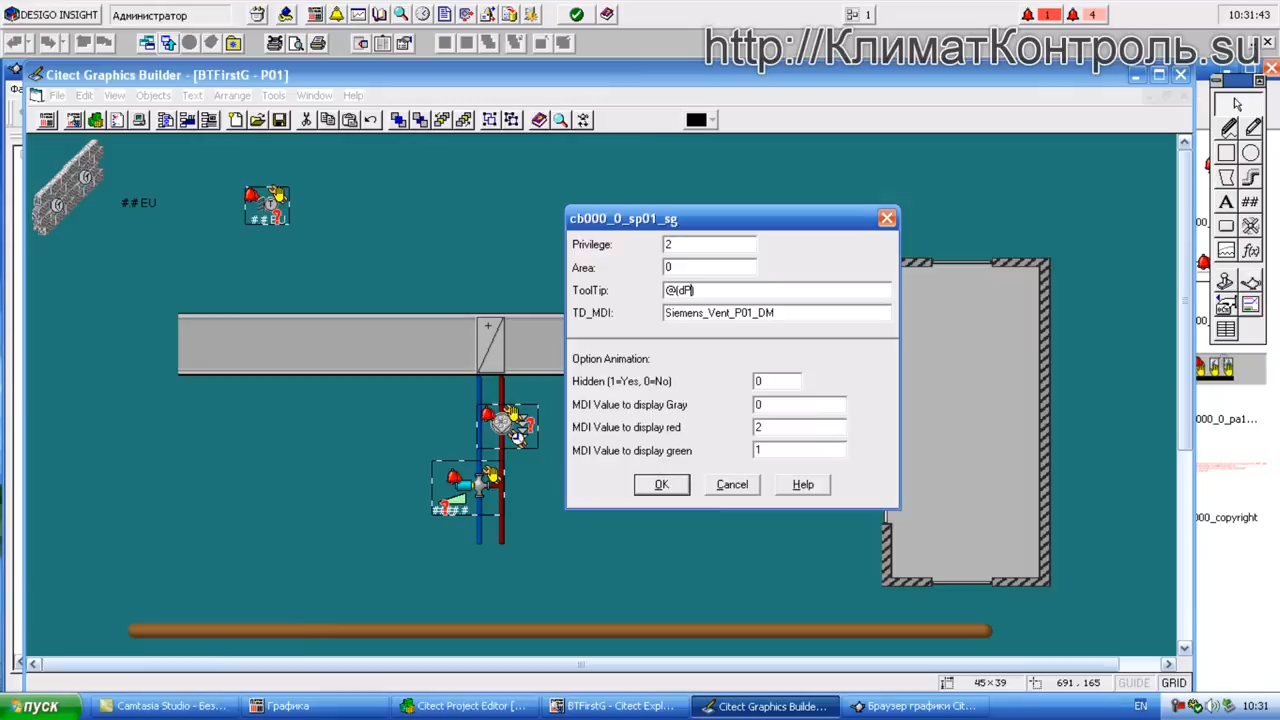 DESIGO INSIGHT
Администратор
1
1
4
10:31:43
http://КлиматКонтроль.su
Citect Graphics Builder - [BTFirstG - P01]
File Edit View Objects Text Arrange Tools Window Help
##EU
##EU
cb000_0_sp01_sg
Privilege: 2
Area: 0
ToolTip: @(dP)
TD_MDI: Siemens_Vent_P01_DM
Option Animation:
Hidden (1=Yes, 0=No) 0
MDI Value to display Gray 0
MDI Value to display red 2
MDI Value to display green 1
OK Cancel Help
000_0_pa1...
000_copyright
45×39
691, 165
GUIDE
GRID
пуск
Camtasia Studio - Без...
Графика
Citect Project Editor [...
BTFirstG - Citect Expl...
Citect Graphics Builde...
Браузер графики Cit...
EN
10:31